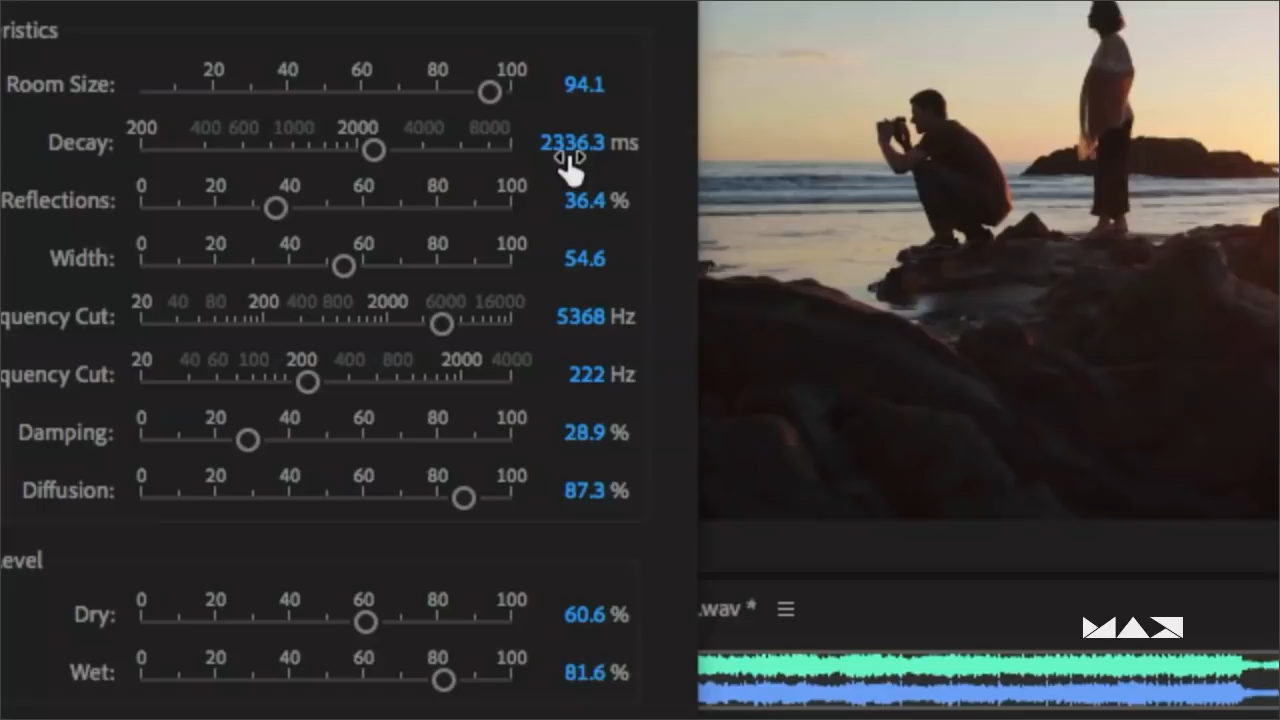 ristics
20 40 60 80 100
Room Size: 94.1
200 400 600 1000 2000 4000 8000
Decay: 2336.3 ms
0 20 40 60 80 100
Reflections: 36.4 %
0 20 40 60 80 100
Width: 54.6
20 40 80 200 400 800 2000 6000 16000
quency Cut: 5368 Hz
20 40 60 100 200 400 800 2000 4000
quency Cut: 222 Hz
0 20 40 60 80 100
Damping: 28.9 %
0 20 40 60 80 100
Diffusion: 87.3 %
evel
0 20 40 60 80 100
Dry: 60.6 %
0 20 40 60 80 100
Wet: 81.6 %
.wav *
MAX